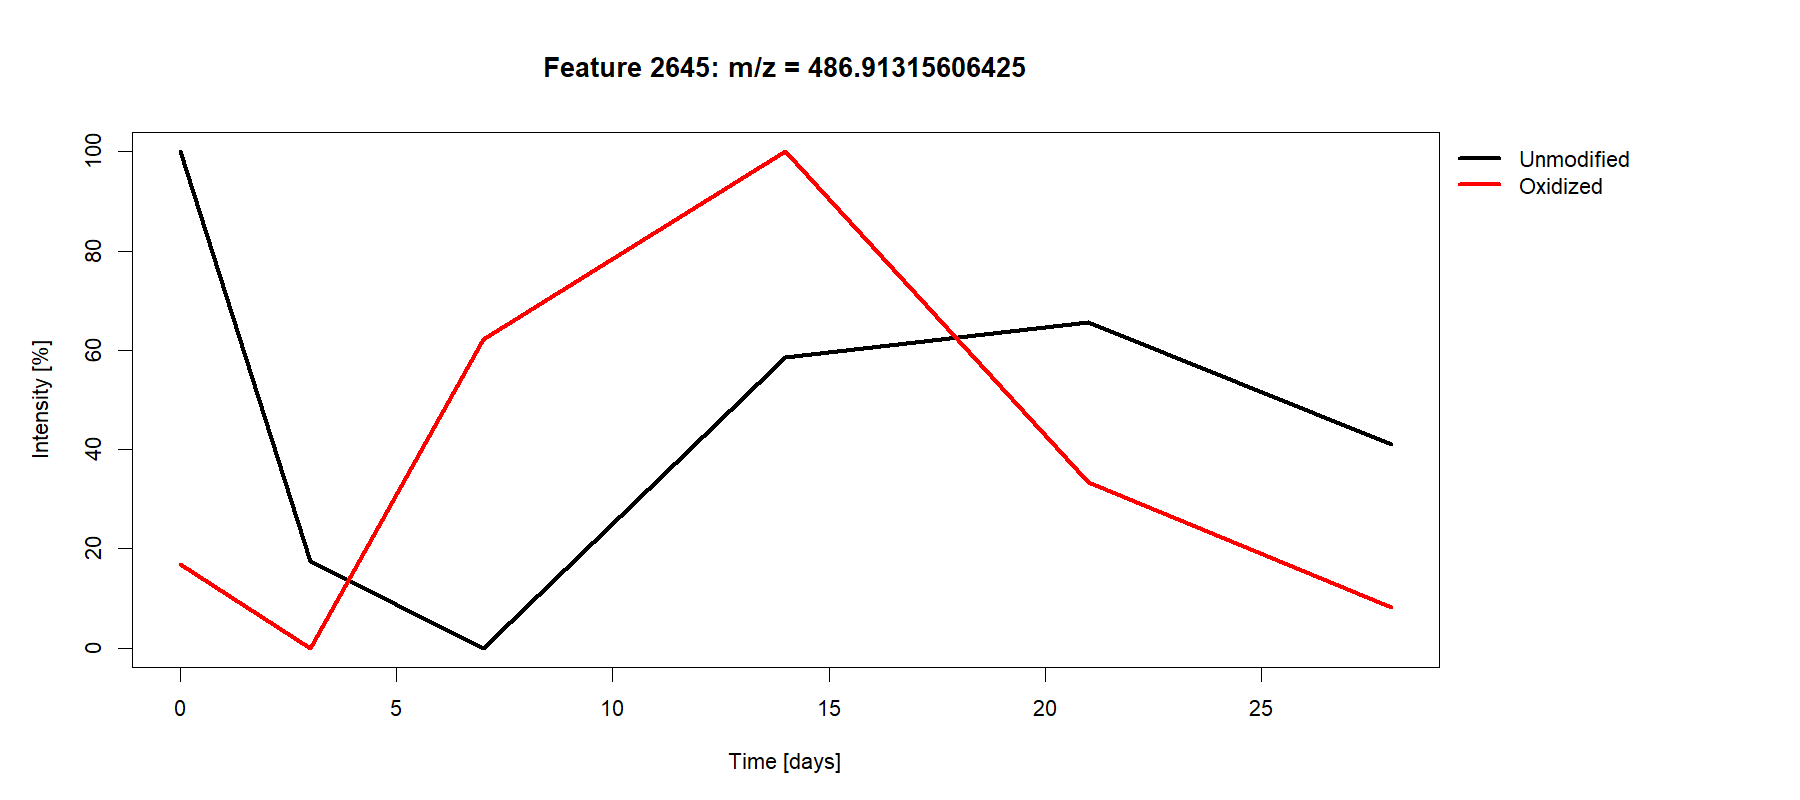 Feature 2645: m/z = 486.91315606425
Unmodified
Oxidized
Intensity [%]
100
80
60
40
20
0
0 5 10 15 20 25
Time [days]